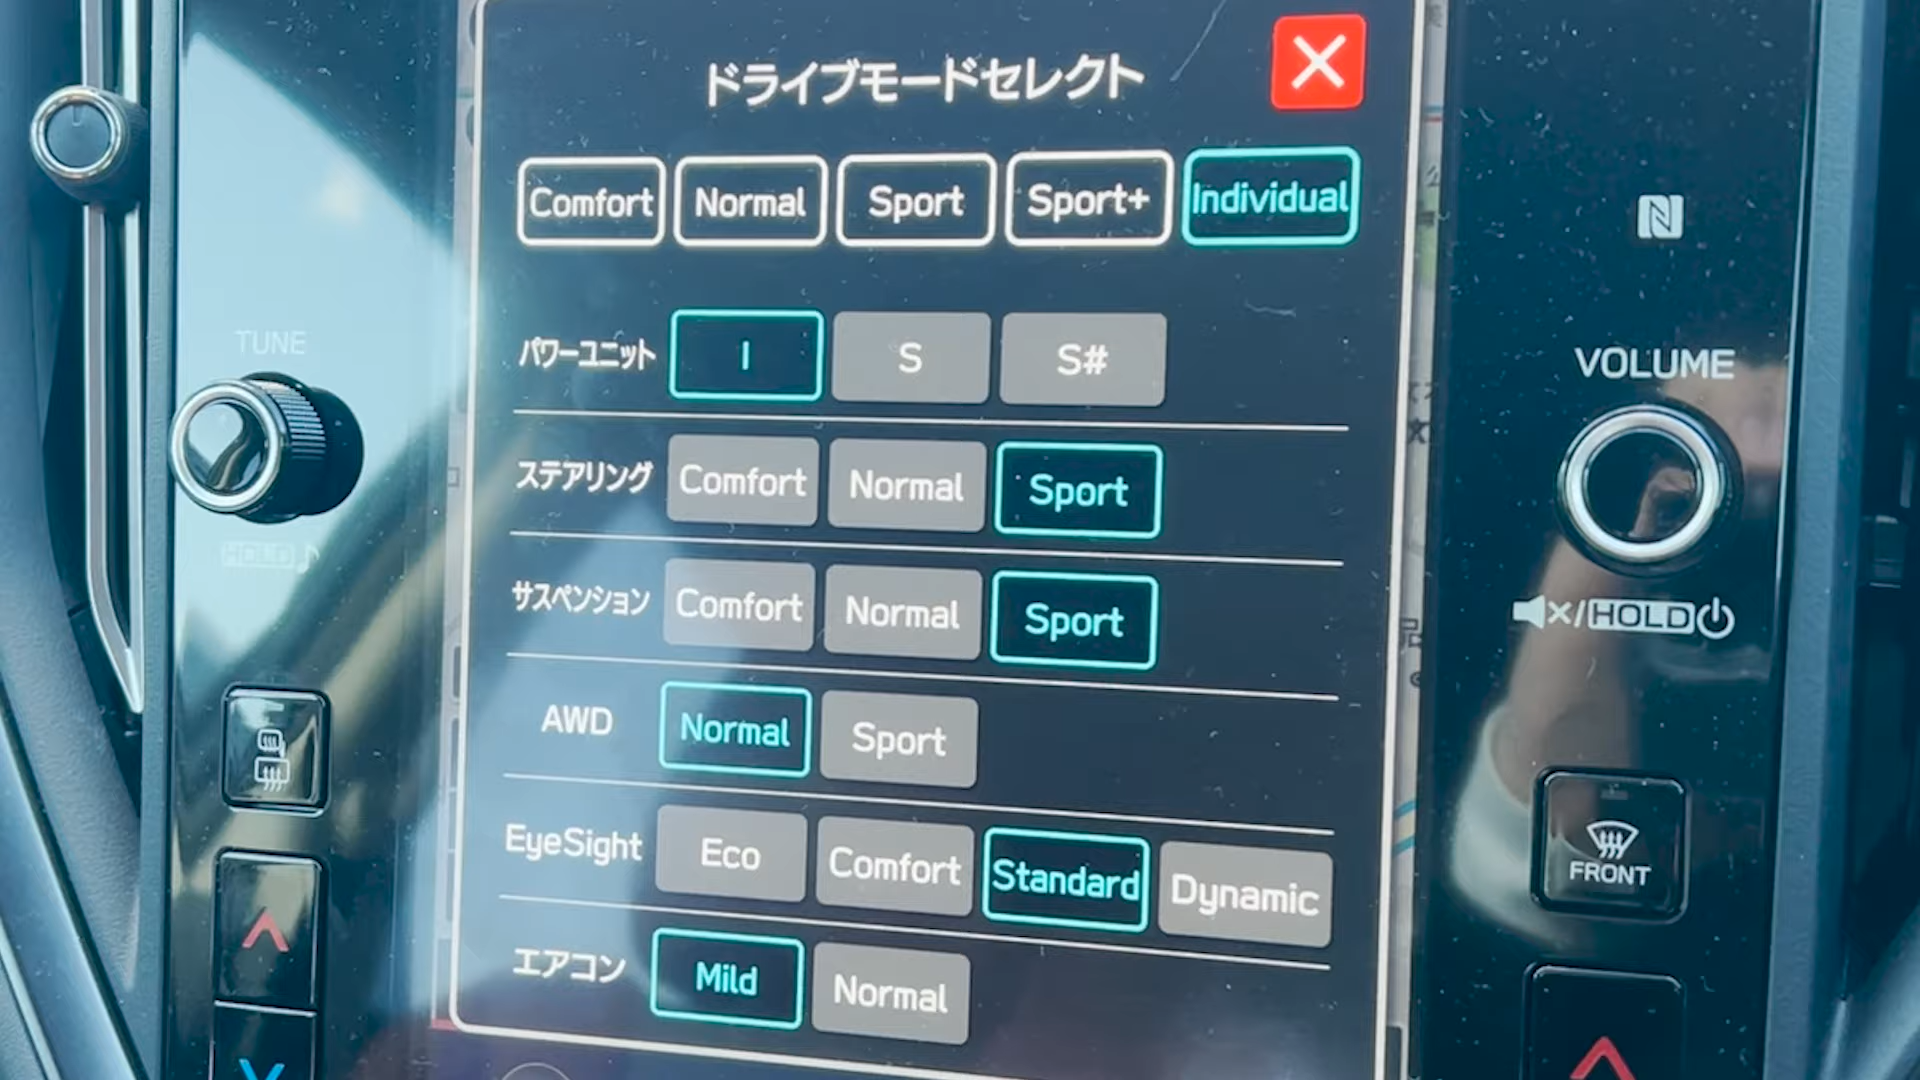 ドライブモードセレクト
Comfort Normal Sport Sport+ Individual
TUNE
パワーユニット I S S#
VOLUME
ステアリング Comfort Normal Sport
HOLD
サスペンション Comfort Normal Sport
/HOLD
AWD Normal Sport
EyeSight Eco Comfort Standard Dynamic
FRONT
エアコン Mild Normal